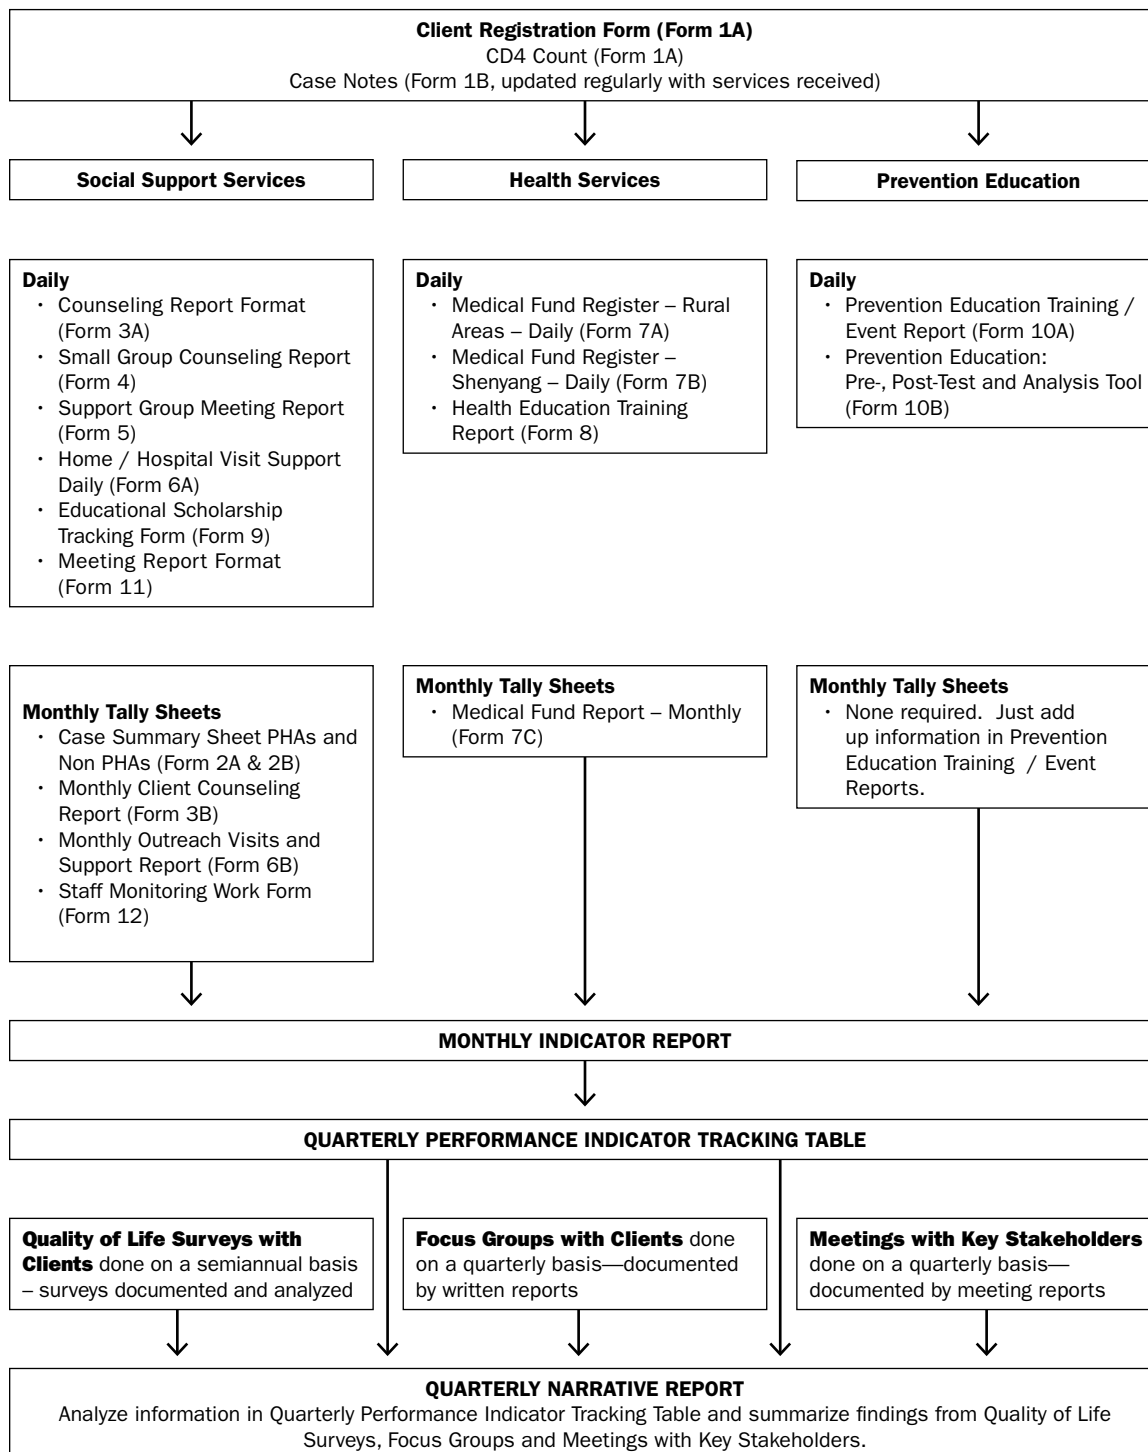 Client Registration Form (Form 1A)
CD4 Count (Form 1A)
Case Notes (Form 1B, updated regularly with services received)
Social Support Services
Health Services
Prevention Education
Daily
· Counseling Report Format
(Form 3A)
· Small Group Counseling Report
(Form 4)
· Support Group Meeting Report
(Form 5)
· Home / Hospital Visit Support
Daily (Form 6A)
· Educational Scholarship
Tracking Form (Form 9)
· Meeting Report Format
(Form 11)
Daily
· Medical Fund Register – Rural
Areas – Daily (Form 7A)
· Medical Fund Register –
Shenyang – Daily (Form 7B)
· Health Education Training
Report (Form 8)
Daily
· Prevention Education Training /
Event Report (Form 10A)
· Prevention Education:
Pre-, Post-Test and Analysis Tool
(Form 10B)
Monthly Tally Sheets
· Case Summary Sheet PHAs and
Non PHAs (Form 2A & 2B)
· Monthly Client Counseling
Report (Form 3B)
· Monthly Outreach Visits and
Support Report (Form 6B)
· Staff Monitoring Work Form
(Form 12)
Monthly Tally Sheets
· Medical Fund Report – Monthly
(Form 7C)
Monthly Tally Sheets
· None required. Just add
up information in Prevention
Education Training / Event
Reports.
MONTHLY INDICATOR REPORT
QUARTERLY PERFORMANCE INDICATOR TRACKING TABLE
Quality of Life Surveys with
Clients done on a semiannual basis
– surveys documented and analyzed
Focus Groups with Clients done
on a quarterly basis—documented
by written reports
Meetings with Key Stakeholders
done on a quarterly basis—
documented by meeting reports
QUARTERLY NARRATIVE REPORT
Analyze information in Quarterly Performance Indicator Tracking Table and summarize findings from Quality of Life
Surveys, Focus Groups and Meetings with Key Stakeholders.